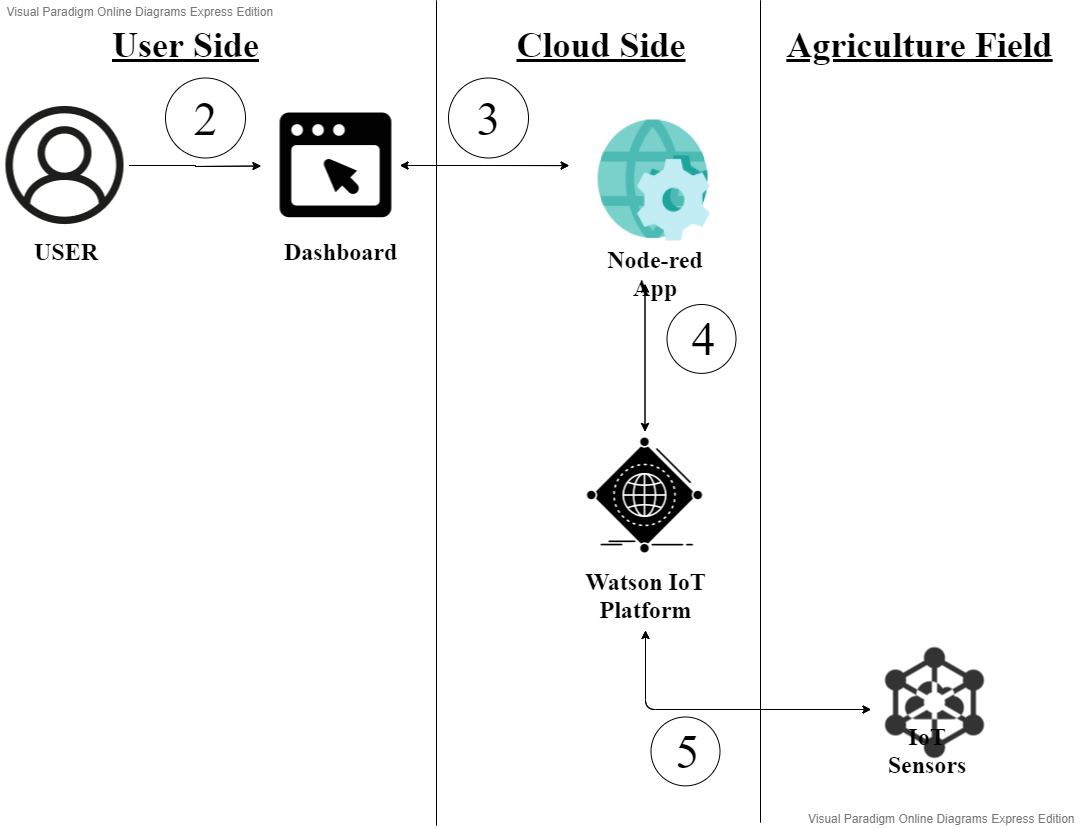 Visual Paradigm Online Diagrams Express Edition
User Side
Cloud Side
Agriculture Field
2
3
USER
Dashboard
Node-red
App
4
Watson IoT
Platform
5
IoT
Sensors
Visual Paradigm Online Diagrams Express Edition